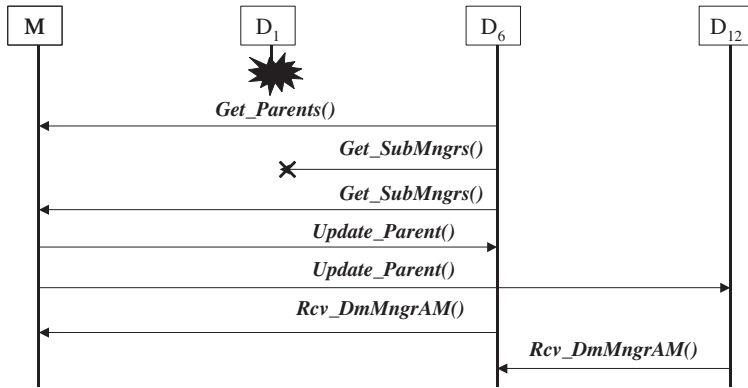 M D₁ D₆ D₁₂
Get_Parents()
Get_SubMngrs()
Get_SubMngrs()
Update_Parent()
Update_Parent()
Rcv_DmMngrAM()
Rcv_DmMngrAM()